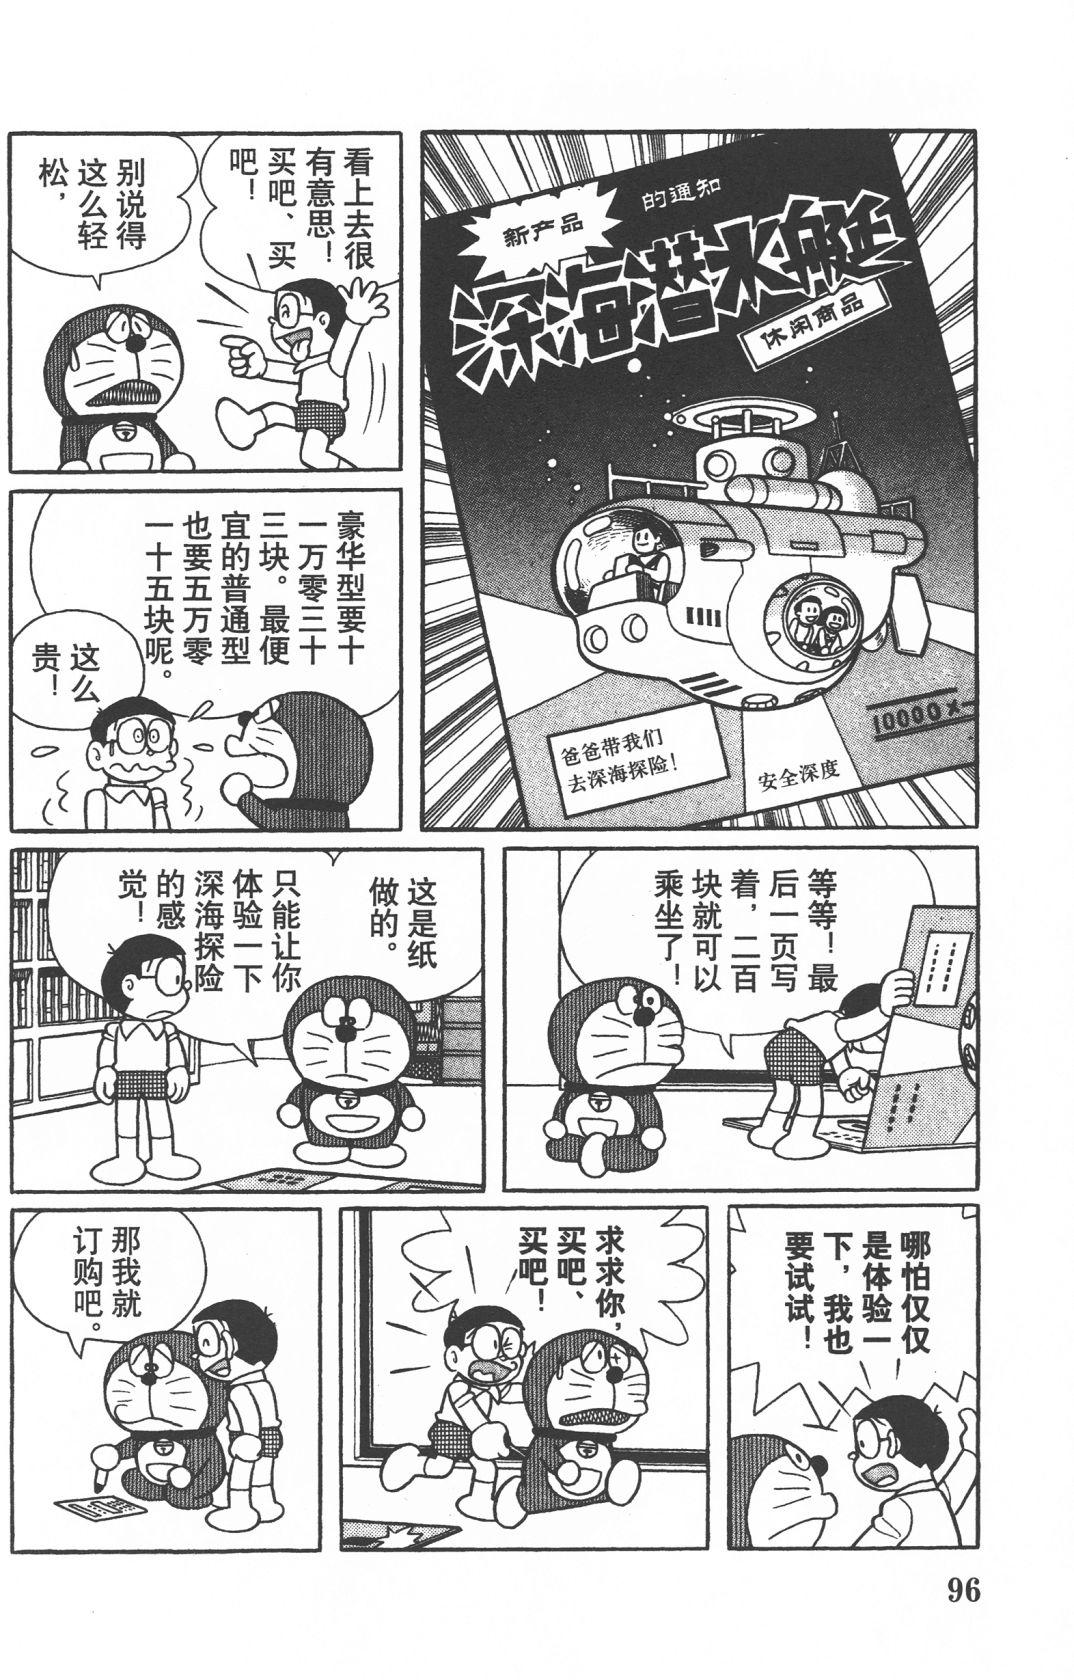 新产品
的通知
深海潜水艇
休闲商品
爸爸带我们
去深海探险！
安全深度
10000
看上去很
有意思！
买吧、买
吧！
别说得
这么轻
松，
豪华型要十
一万零三十
三块。最便
宜的普通型
也要五万零
一十五块呢。
这么
贵！
等等！最
后一页写
着，二百
块就可以
乘坐了！
这是纸
做的。
只能让你
体验一下
深海探险
的感
觉！
哪怕仅仅
是体验一
下，我也
要试试！
求求你，
买吧、
买吧！
那我就
订购吧。
96